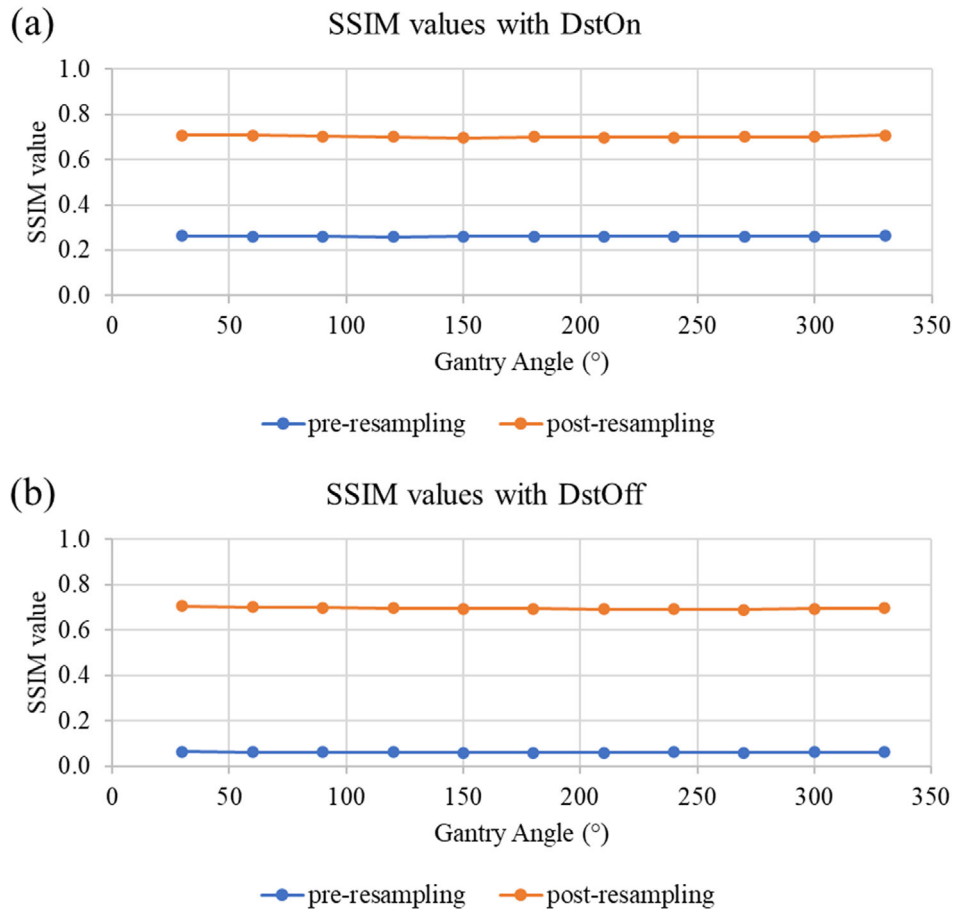 (a)
SSIM values with DstOn
1.0
0.8
0.6
0.4
0.2
0.0
SSIM value
0 50 100 150 200 250 300 350
Gantry Angle (°)
pre-resampling post-resampling
(b)
SSIM values with DstOff
1.0
0.8
0.6
0.4
0.2
0.0
SSIM value
0 50 100 150 200 250 300 350
Gantry Angle (°)
pre-resampling post-resampling